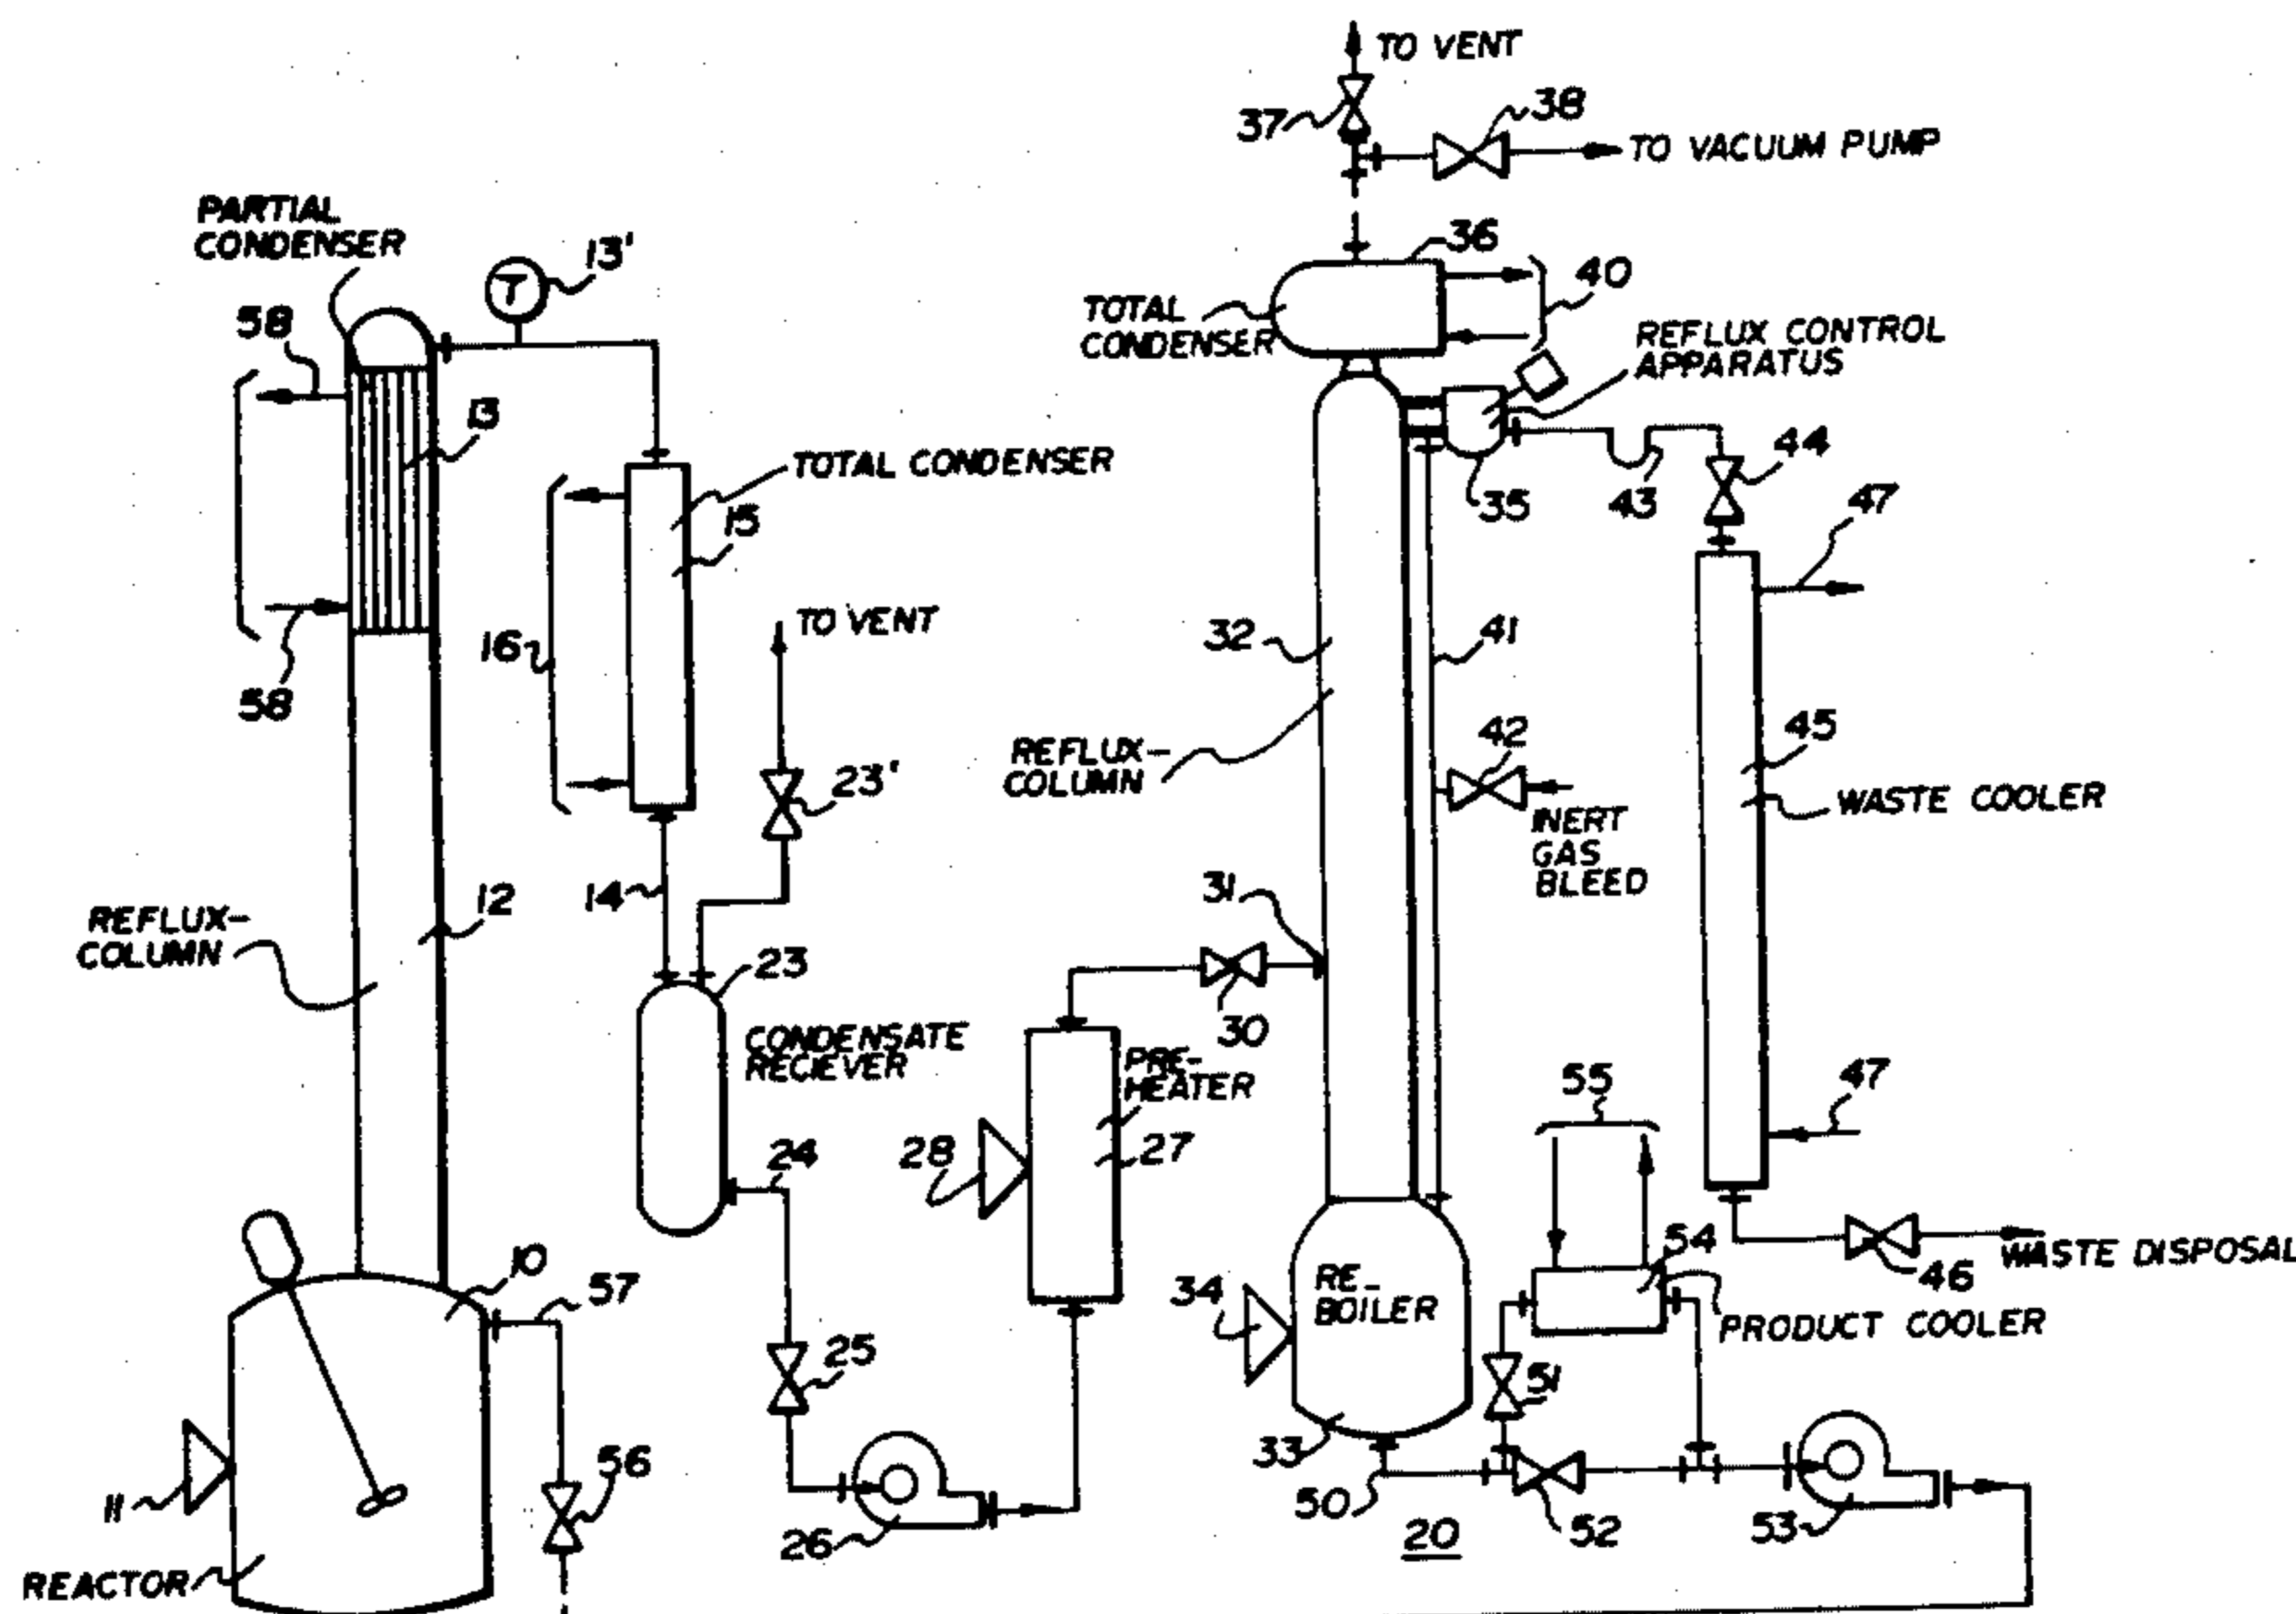 TO VENT
37
38
TO VACUUM PUMP
PARTIAL
CONDENSER
13'
T
36
40
TOTAL
CONDENSER
58
REFLUX CONTROL
APPARATUS
13
TOTAL CONDENSER
15
35
43
44
47
TO VENT
16
58
32
41
REFLUX-
COLUMN
42
45
23'
WASTE COOLER
INERT
GAS
BLEED
14
31
12
REFLUX-
COLUMN
23
30
CONDENSATE
RECIEVER
PRE-
HEATER
55
47
24
28
27
10
57
54
WASTE DISPOSAL
46
34
RE-
BOILER
PRODUCT COOLER
25
51
11
56
33
50
52
53
26
20
REACTOR